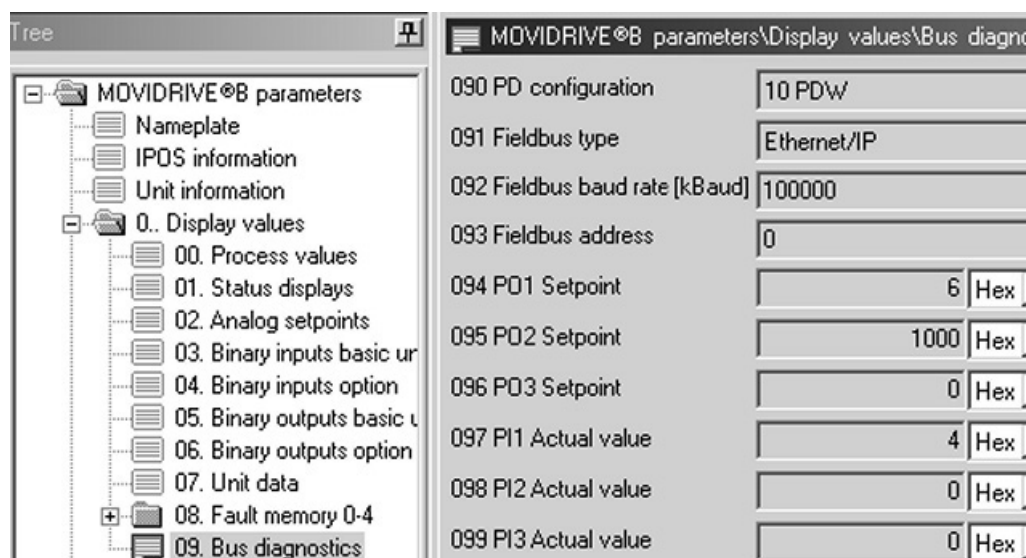 Tree
MOVIDRIVE®B parameters
Nameplate
IPOS information
Unit information
0.. Display values
00. Process values
01. Status displays
02. Analog setpoints
03. Binary inputs basic ur
04. Binary inputs option
05. Binary outputs basic u
06. Binary outputs option
07. Unit data
08. Fault memory 0-4
09. Bus diagnostics
MOVIDRIVE®B parameters\Display values\Bus diagno
090 PD configuration 10 PDW
091 Fieldbus type Ethernet/IP
092 Fieldbus baud rate [kBaud] 100000
093 Fieldbus address 0
094 PO1 Setpoint 6 Hex
095 PO2 Setpoint 1000 Hex
096 PO3 Setpoint 0 Hex
097 PI1 Actual value 4 Hex
098 PI2 Actual value 0 Hex
099 PI3 Actual value 0 Hex